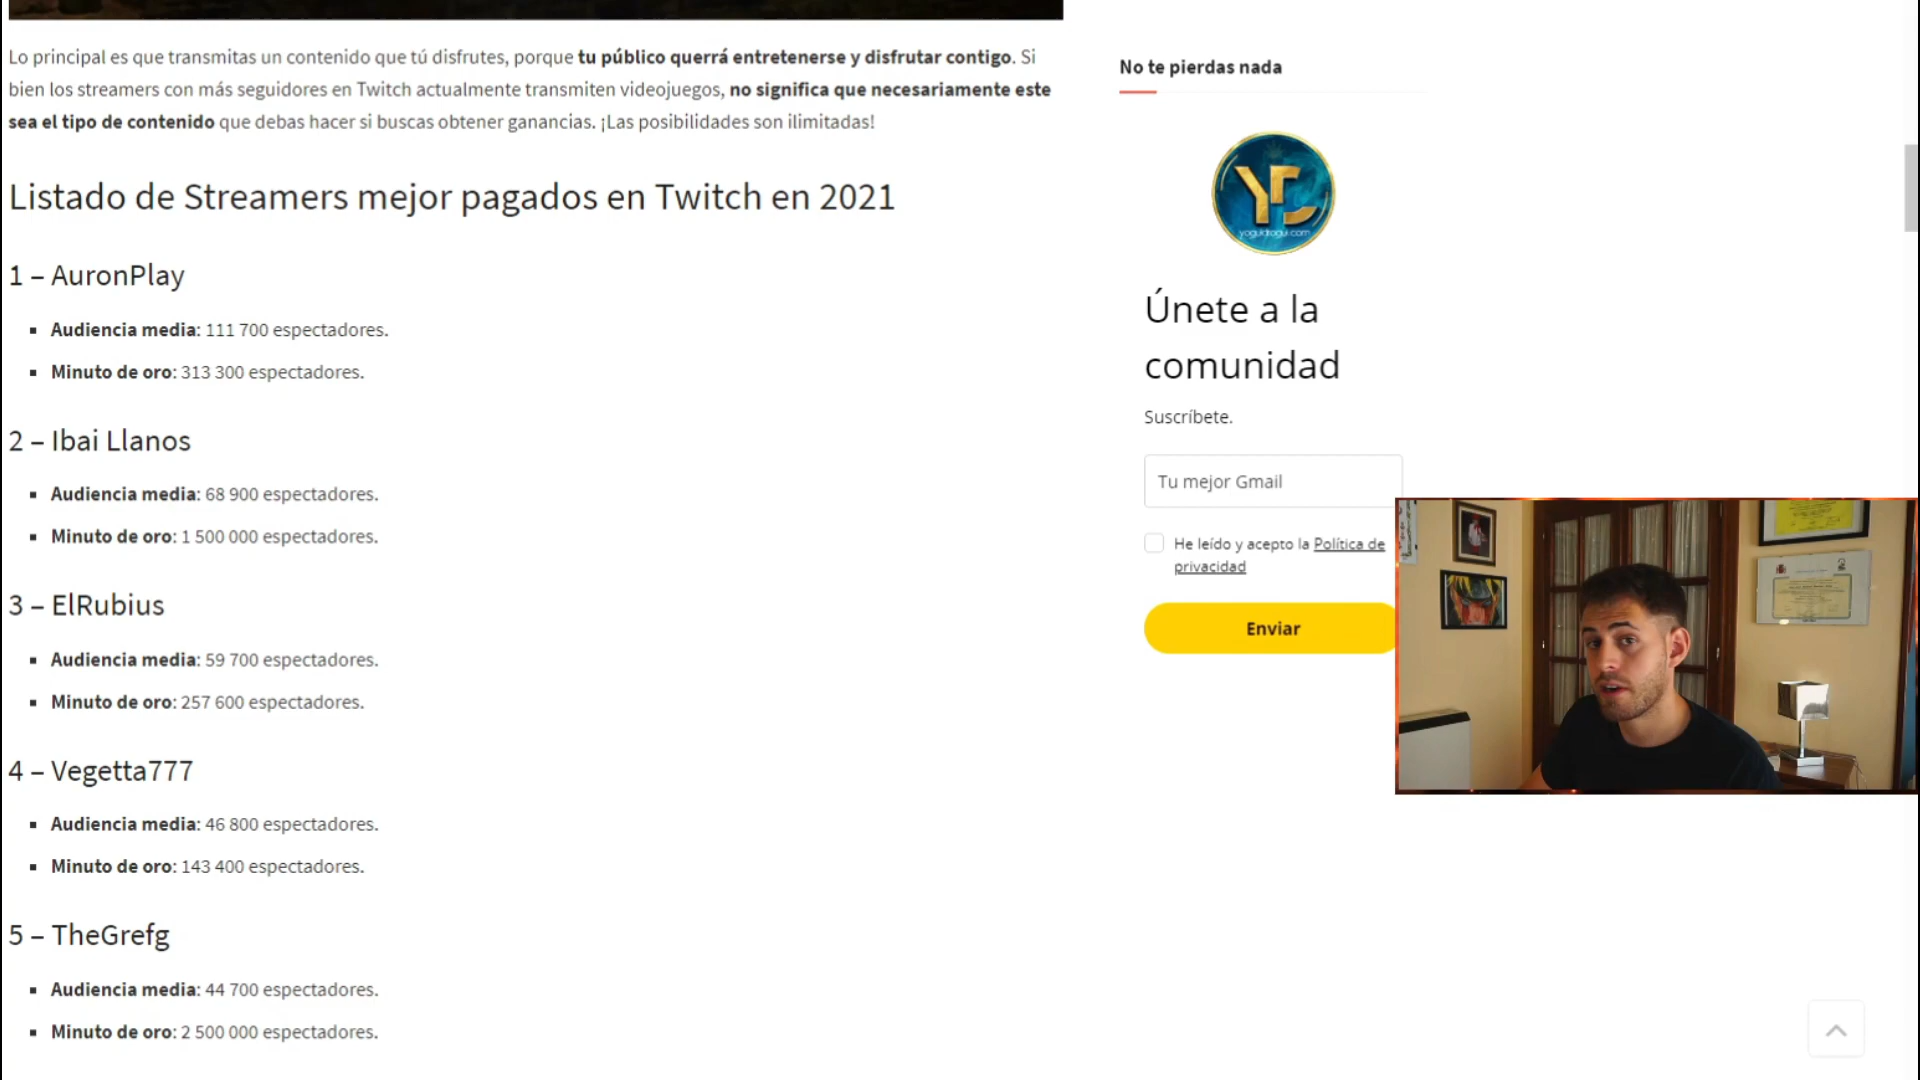 Lo principal es que transmitas un contenido que tú disfrutes, porque tu público querrá entretenerse y disfrutar contigo. Si
bien los streamers con más seguidores en Twitch actualmente transmiten videojuegos, no significa que necesariamente este
sea el tipo de contenido que debas hacer si buscas obtener ganancias. ¡Las posibilidades son ilimitadas!
Listado de Streamers mejor pagados en Twitch en 2021
1 – AuronPlay
▪ Audiencia media: 111 700 espectadores.
▪ Minuto de oro: 313 300 espectadores.
2 – Ibai Llanos
▪ Audiencia media: 68 900 espectadores.
▪ Minuto de oro: 1 500 000 espectadores.
3 – ElRubius
▪ Audiencia media: 59 700 espectadores.
▪ Minuto de oro: 257 600 espectadores.
4 – Vegetta777
▪ Audiencia media: 46 800 espectadores.
▪ Minuto de oro: 143 400 espectadores.
5 – TheGrefg
▪ Audiencia media: 44 700 espectadores.
▪ Minuto de oro: 2 500 000 espectadores.
No te pierdas nada
YD
Únete a la
comunidad
Suscríbete.
Tu mejor Gmail
He leído y acepto la Política de
privacidad
Enviar